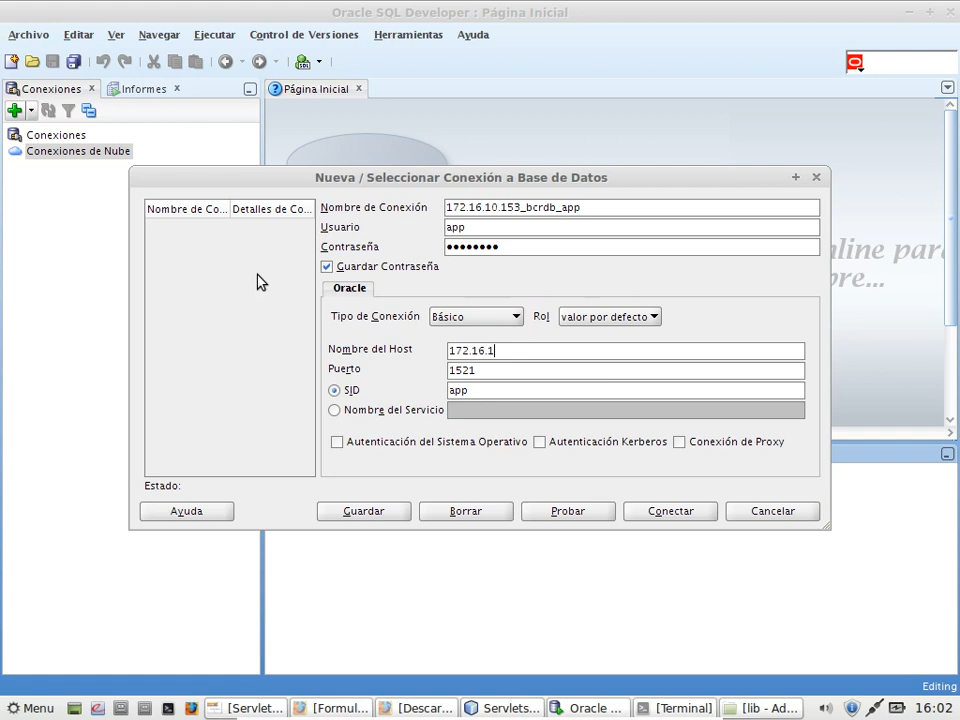 Oracle SQL Developer : Página Inicial
Archivo Editar Ver Navegar Ejecutar Control de Versiones Herramientas Ayuda
Conexiones Informes Página Inicial
Conexiones
Conexiones de Nube
nline para
bre...
Nueva / Seleccionar Conexión a Base de Datos
Nombre de Co... Detalles de Co...
Nombre de Conexión 172.16.10.153_bcrdb_app
Usuario app
Contraseña ••••••••
Guardar Contraseña
Oracle
Tipo de Conexión Básico Rol valor por defecto
Nombre del Host 172.16.1
Puerto 1521
SID app
Nombre del Servicio
Autenticación del Sistema Operativo Autenticación Kerberos Conexión de Proxy
Estado:
Ayuda Guardar Borrar Probar Conectar Cancelar
Editing
Menu [Servlet... [Formul... [Descar... Servlets... Oracle ... [Terminal] [lib - Ad... 16:02